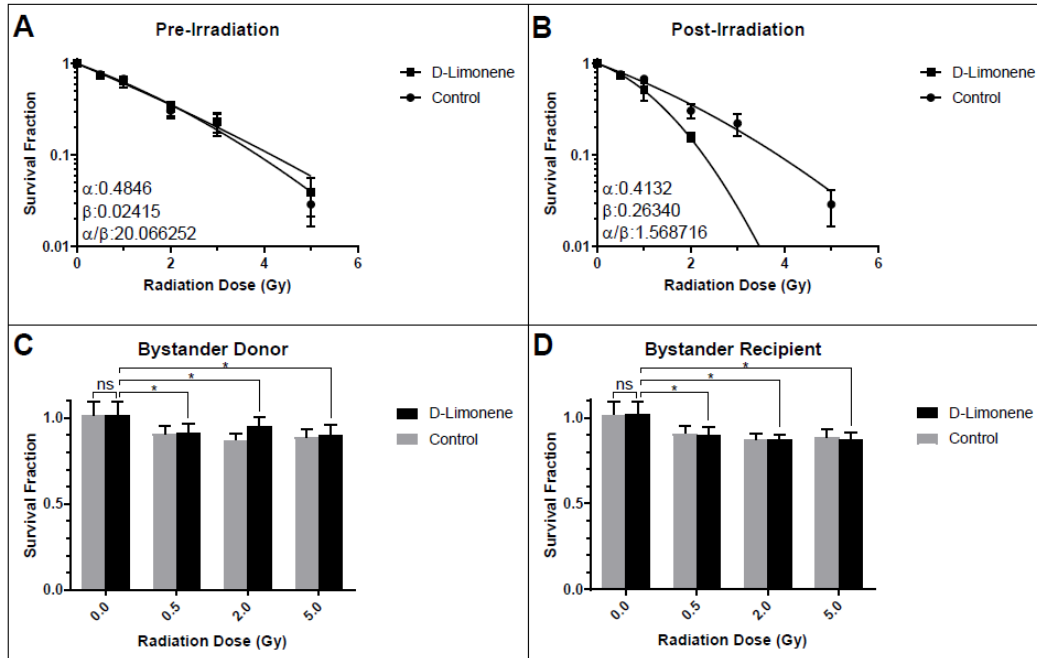 A
Pre-Irradiation
1
0.1
0.01
Survival Fraction
D-Limonene
Control
α:0.4846
β:0.02415
α/β:20.066252
0 2 4 6
Radiation Dose (Gy)
B
Post-Irradiation
1
0.1
0.01
Survival Fraction
D-Limonene
Control
α:0.4132
β:0.26340
α/β:1.568716
0 2 4 6
Radiation Dose (Gy)
C
Bystander Donor
*
*
ns *
1.0
0.5
0.0
Survival Fraction
D-Limonene
Control
0.0 0.5 2.0 5.0
Radiation Dose (Gy)
D
Bystander Recipient
*
*
ns *
1.0
0.5
0.0
Survival Fraction
D-Limonene
Control
0.0 0.5 2.0 5.0
Radiation Dose (Gy)